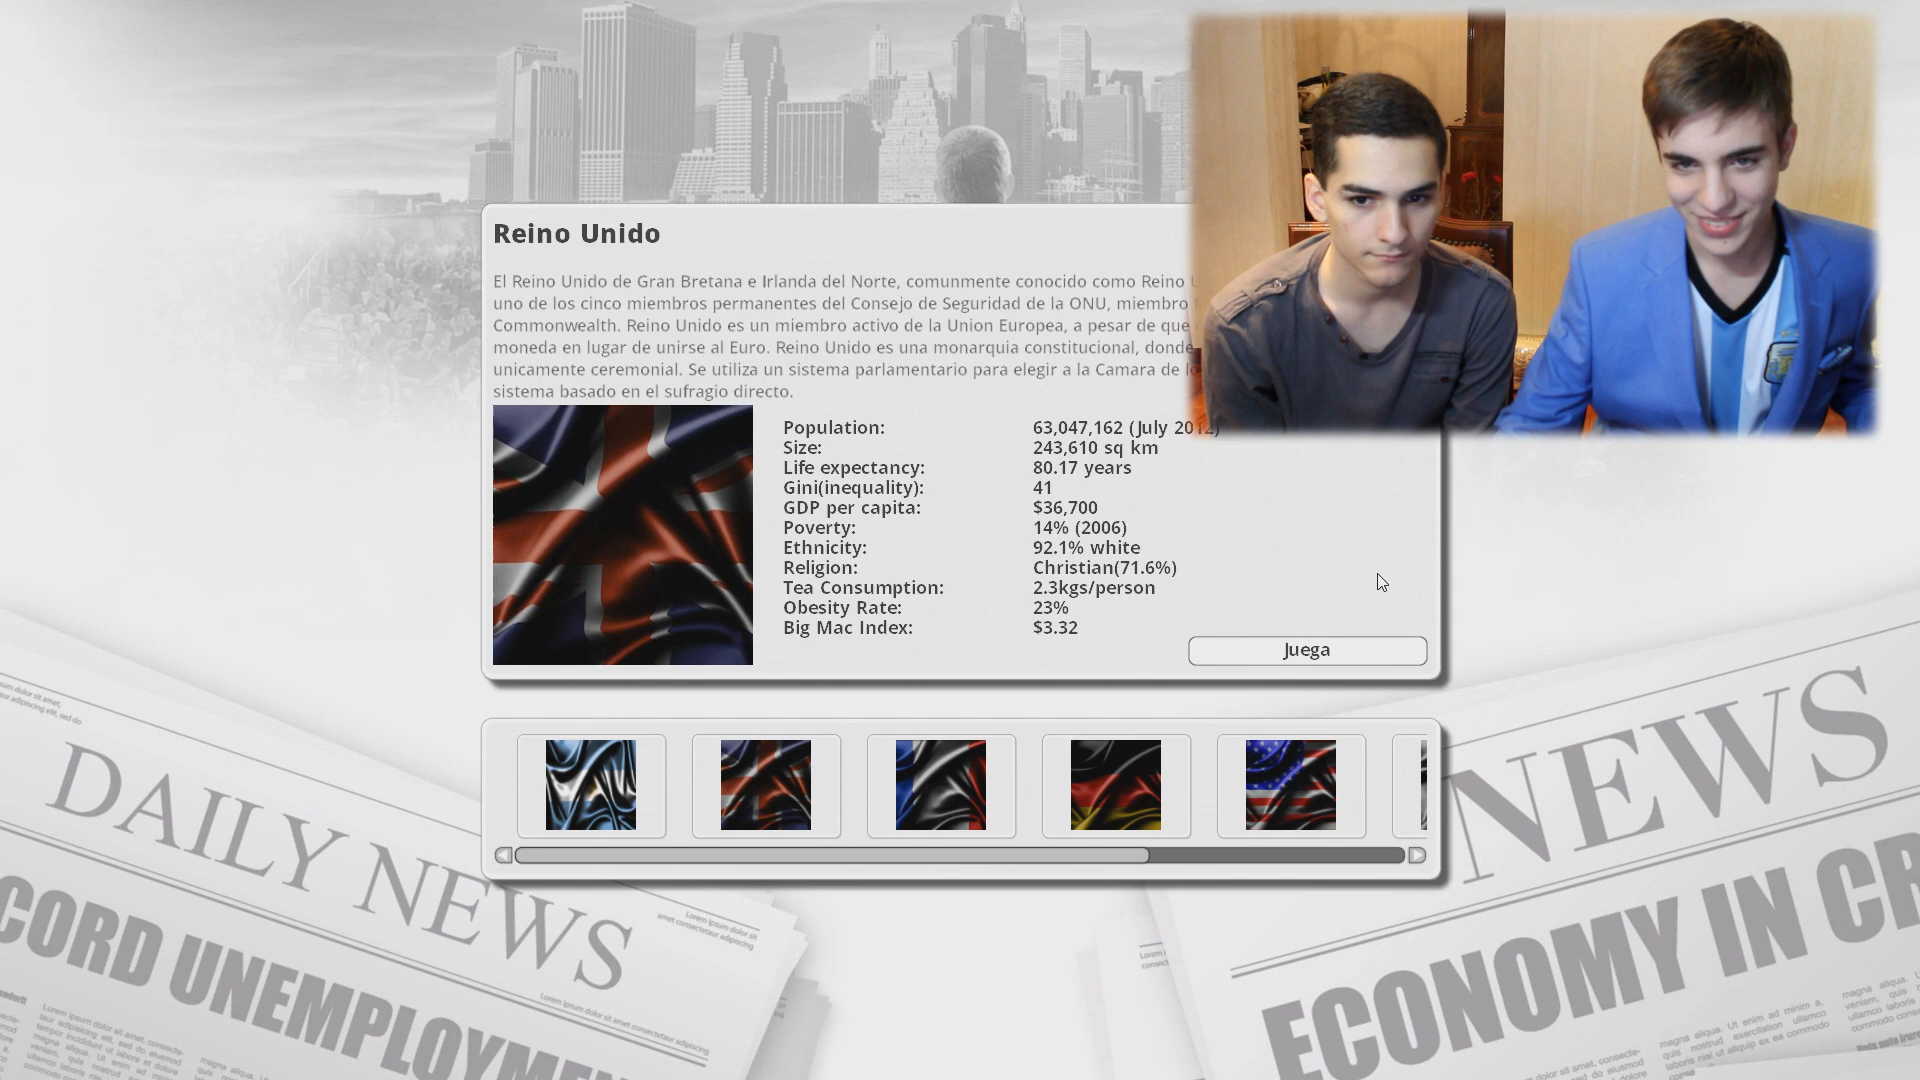 Reino Unido
El Reino Unido de Gran Bretana e Irlanda del Norte, comunmente conocido como Reino U
uno de los cinco miembros permanentes del Consejo de Seguridad de la ONU, miembro
Commonwealth. Reino Unido es un miembro activo de la Union Europea, a pesar de que
moneda en lugar de unirse al Euro. Reino Unido es una monarquia constitucional, donde
unicamente ceremonial. Se utiliza un sistema parlamentario para elegir a la Camara de lo
sistema basado en el sufragio directo.
Population: 63,047,162 (July 2012)
Size: 243,610 sq km
Life expectancy: 80.17 years
Gini(inequality): 41
GDP per capita: $36,700
Poverty: 14% (2006)
Ethnicity: 92.1% white
Religion: Christian(71.6%)
Tea Consumption: 2.3kgs/person
Obesity Rate: 23%
Big Mac Index: $3.32
Juega
DAILY NEWS
CORD UNEMPLOYME
NEWS
ECONOMY IN CR